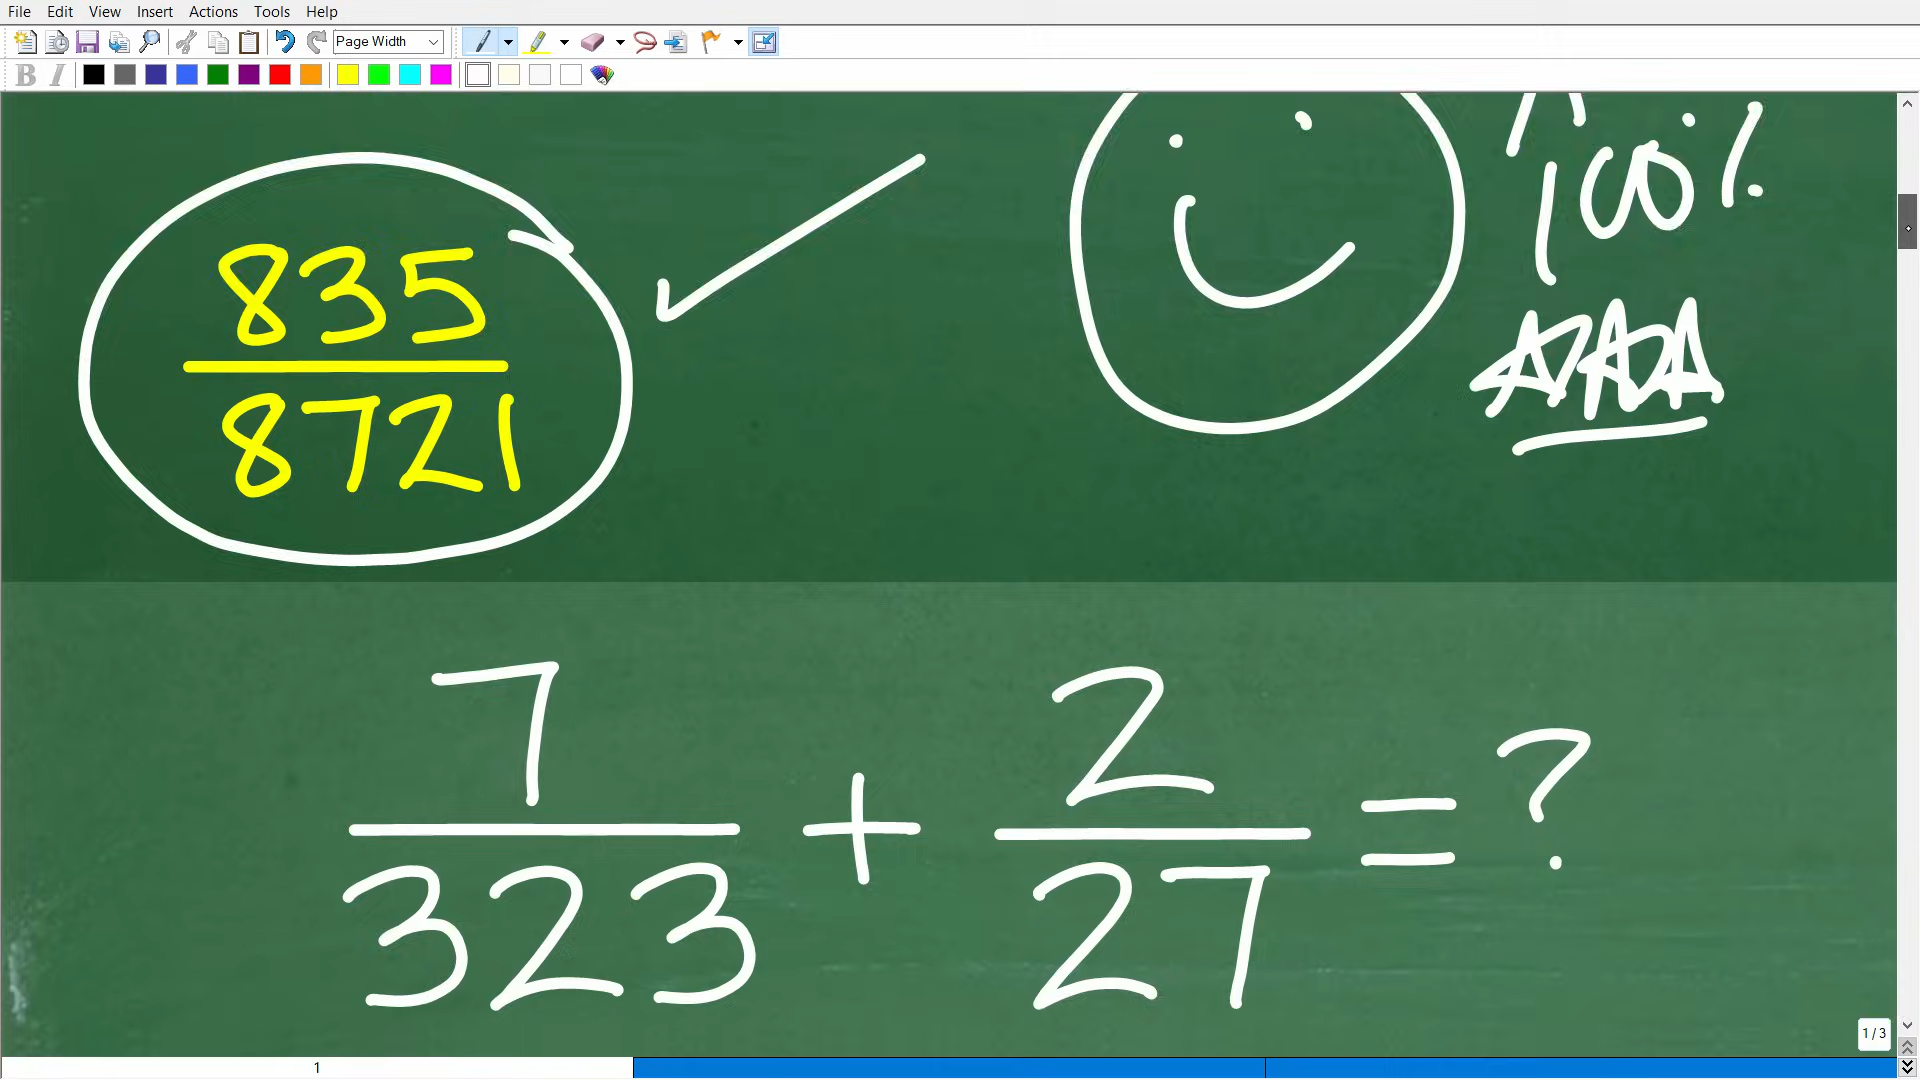 File Edit View Insert Actions Tools Help
Page Width
B I
835
8721
100%
7
323
+
2
27
= ?
1 / 3
1